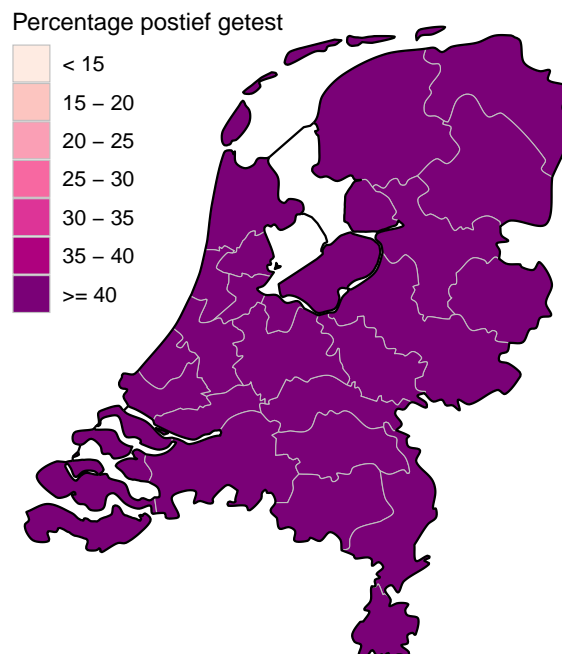 Percentage postief getest
< 15
15 – 20
20 – 25
25 – 30
30 – 35
35 – 40
>= 40